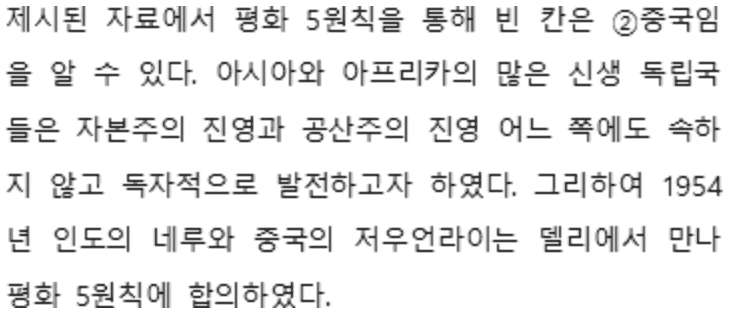 제시된 자료에서 평화 5원칙을 통해 빈 칸은 ②중국임
을 알 수 있다. 아시아와 아프리카의 많은 신생 독립국
들은 자본주의 진영과 공산주의 진영 어느 쪽에도 속하
지 않고 독자적으로 발전하고자 하였다. 그리하여 1954
년 인도의 네루와 중국의 저우언라이는 델리에서 만나
평화 5원칙에 합의하였다.